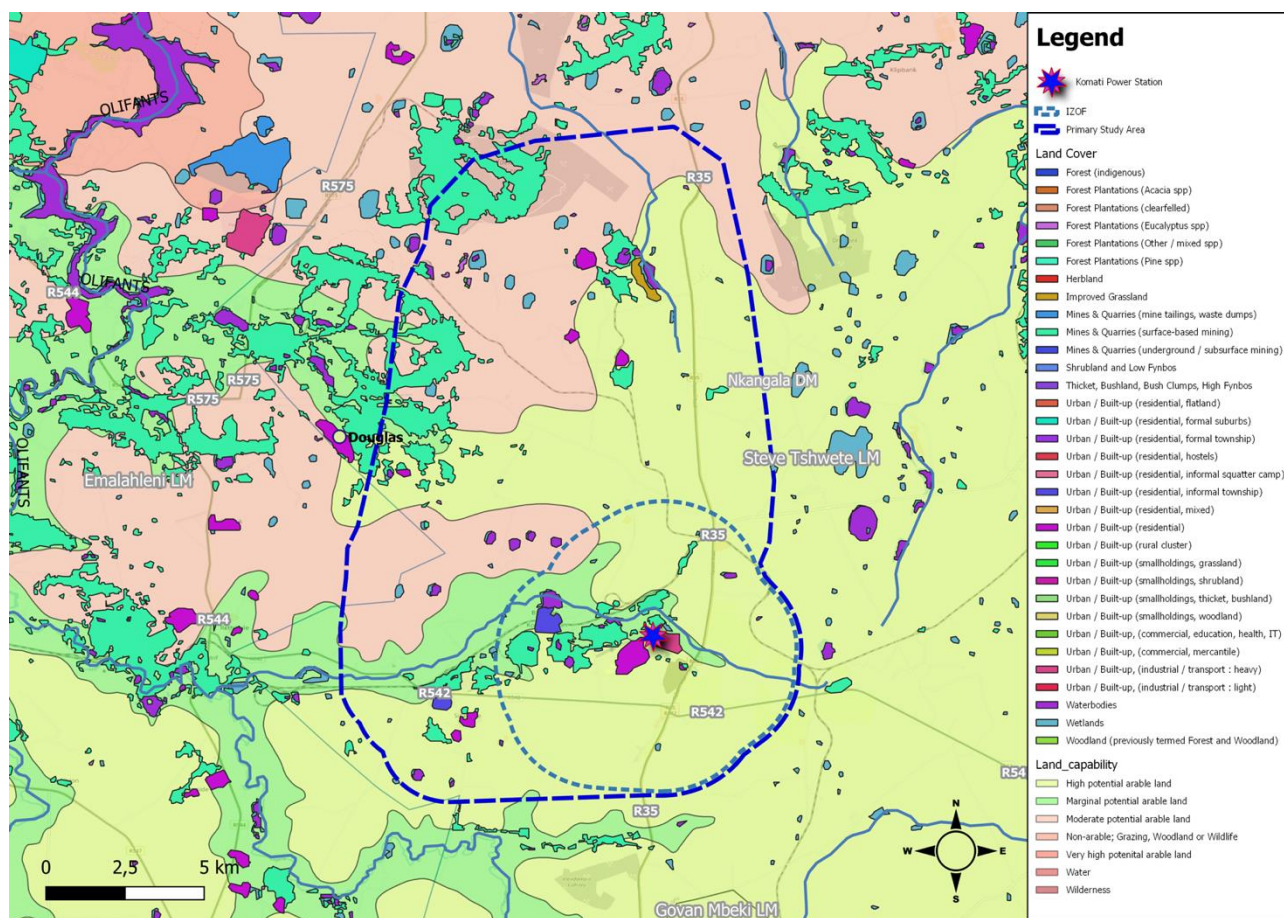 OLIFANTS
R575
R35
Klipbank
OLIFANTS
R544
R575
Nkangala DM
Douglas
Steve Tshwete LM
Emalahleni LM
OLIFANTS
R35
R544
R542
R542
R54
R35
Govan Mbeki LM
0 2,5 5 km
N
W E
S
Legend
Komati Power Station
IZOF
Primary Study Area
Land Cover
Forest (indigenous)
Forest Plantations (Acacia spp)
Forest Plantations (clearfelled)
Forest Plantations (Eucalyptus spp)
Forest Plantations (Other / mixed spp)
Forest Plantations (Pine spp)
Herbland
Improved Grassland
Mines & Quarries (mine tailings, waste dumps)
Mines & Quarries (surface-based mining)
Mines & Quarries (underground / subsurface mining)
Shrubland and Low Fynbos
Thicket, Bushland, Bush Clumps, High Fynbos
Urban / Built-up (residential, flatland)
Urban / Built-up (residential, formal suburbs)
Urban / Built-up (residential, formal township)
Urban / Built-up (residential, hostels)
Urban / Built-up (residential, informal squatter camp)
Urban / Built-up (residential, informal township)
Urban / Built-up (residential, mixed)
Urban / Built-up (residential)
Urban / Built-up (rural cluster)
Urban / Built-up (smallholdings, grassland)
Urban / Built-up (smallholdings, shrubland)
Urban / Built-up (smallholdings, thicket, bushland)
Urban / Built-up (smallholdings, woodland)
Urban / Built-up, (commercial, education, health, IT)
Urban / Built-up, (commercial, mercantile)
Urban / Built-up, (industrial / transport : heavy)
Urban / Built-up, (industrial / transport : light)
Waterbodies
Wetlands
Woodland (previously termed Forest and Woodland)
Land_capability
High potential arable land
Marginal potential arable land
Moderate potential arable land
Non-arable; Grazing, Woodland or Wildlife
Very high potenital arable land
Water
Wilderness